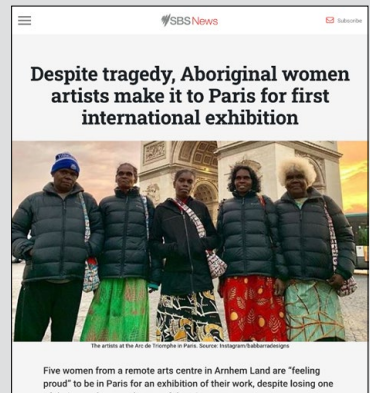 SBS News
Subscribe
Despite tragedy, Aboriginal women
artists make it to Paris for first
international exhibition
The artists at the Arc de Triomphe in Paris. Source: Instagram/babbarradesigns
Five women from a remote arts centre in Arnhem Land are “feeling
proud” to be in Paris for an exhibition of their work, despite losing one